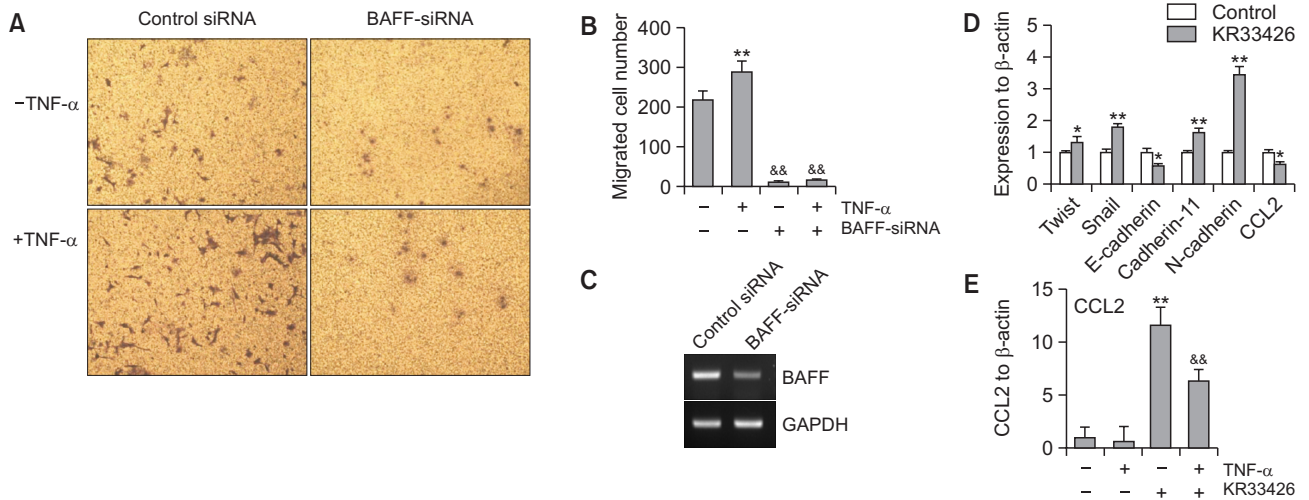 A
Control siRNA
BAFF-siRNA
−TNF-α
+TNF-α
B
Migrated cell number
400
300
200
100
0
**
&&
&&
− + − + TNF-α
− − + + BAFF-siRNA
C
Control siRNA
BAFF-siRNA
BAFF
GAPDH
D
Control
KR33426
Expression to β-actin
5
4
3
2
1
0
*
**
*
**
**
*
Twist
Snail
E-cadherin
Cadherin-11
N-cadherin
CCL2
E
CCL2
CCL2 to β-actin
15
10
5
0
**
&&
− + − + TNF-α
− − + + KR33426